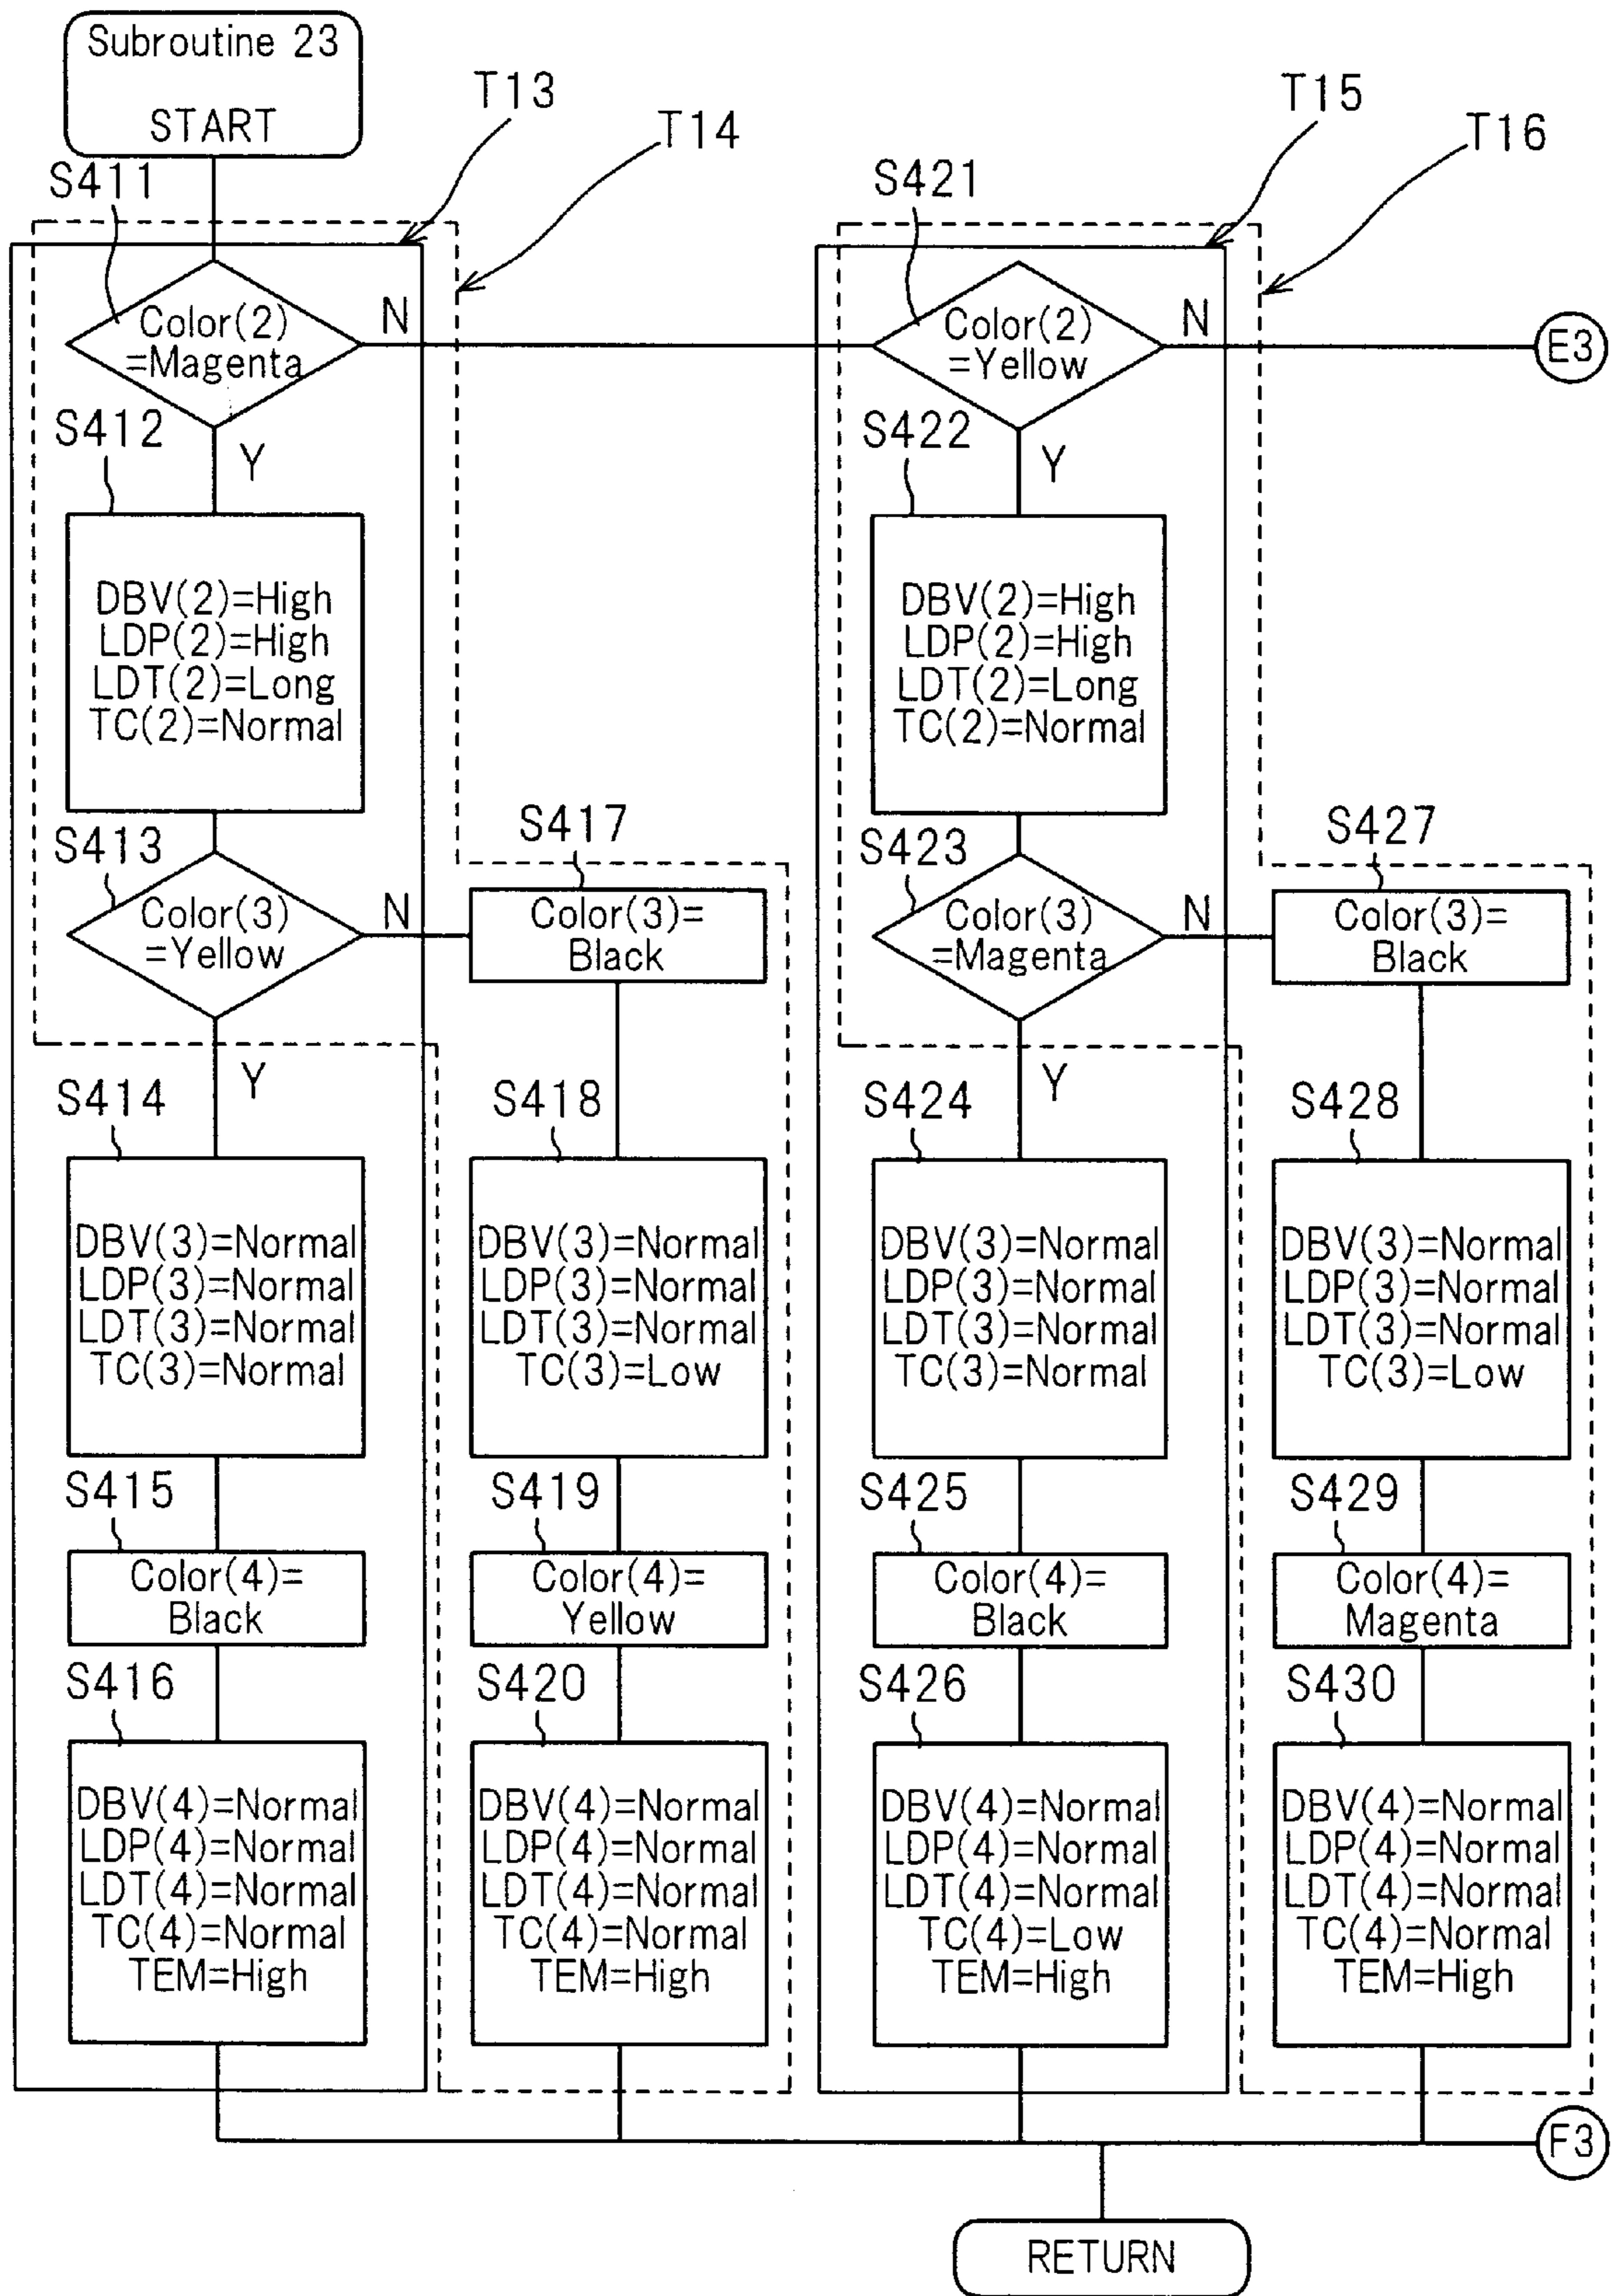 Subroutine 23
START
T13
T14
T15
T16
S411
Color(2)
=Magenta
N
Y
S412
DBV(2)=High
LDP(2)=High
LDT(2)=Long
TC(2)=Normal
S413
Color(3)
=Yellow
N
Y
S414
DBV(3)=Normal
LDP(3)=Normal
LDT(3)=Normal
TC(3)=Normal
S415
Color(4)=
Black
S416
DBV(4)=Normal
LDP(4)=Normal
LDT(4)=Normal
TC(4)=Normal
TEM=High
S417
Color(3)=
Black
S418
DBV(3)=Normal
LDP(3)=Normal
LDT(3)=Normal
TC(3)=Low
S419
Color(4)=
Yellow
S420
DBV(4)=Normal
LDP(4)=Normal
LDT(4)=Normal
TC(4)=Normal
TEM=High
S421
Color(2)
=Yellow
N
E3
Y
S422
DBV(2)=High
LDP(2)=High
LDT(2)=Long
TC(2)=Normal
S423
Color(3)
=Magenta
N
Y
S424
DBV(3)=Normal
LDP(3)=Normal
LDT(3)=Normal
TC(3)=Normal
S425
Color(4)=
Black
S426
DBV(4)=Normal
LDP(4)=Normal
LDT(4)=Normal
TC(4)=Low
TEM=High
S427
Color(3)=
Black
S428
DBV(3)=Normal
LDP(3)=Normal
LDT(3)=Normal
TC(3)=Low
S429
Color(4)=
Magenta
S430
DBV(4)=Normal
LDP(4)=Normal
LDT(4)=Normal
TC(4)=Normal
TEM=High
F3
RETURN